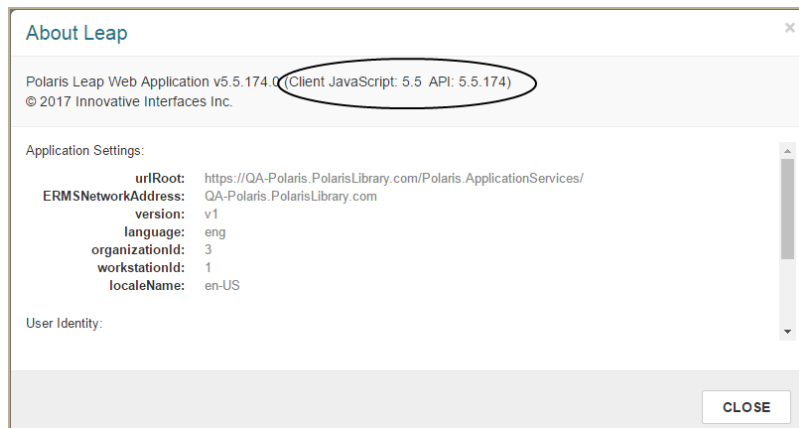 About Leap
×
Polaris Leap Web Application v5.5.174.0 (Client JavaScript: 5.5 API: 5.5.174)
© 2017 Innovative Interfaces Inc.
Application Settings:
urlRoot: https://QA-Polaris.PolarisLibrary.com/Polaris.ApplicationServices/
ERMSNetworkAddress: QA-Polaris.PolarisLibrary.com
version: v1
language: eng
organizationId: 3
workstationId: 1
localeName: en-US
User Identity:
CLOSE